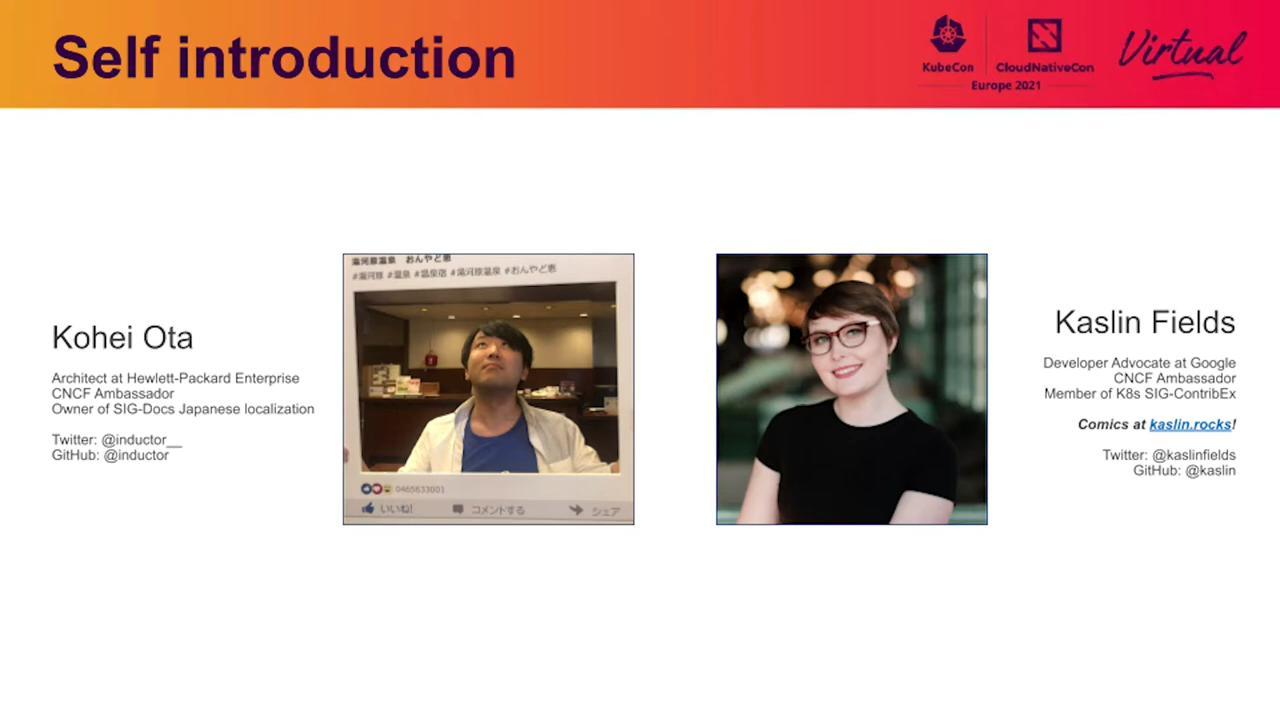 Self introduction
KubeCon
CloudNativeCon
Europe 2021
Virtual
Kohei Ota
Architect at Hewlett-Packard Enterprise
CNCF Ambassador
Owner of SIG-Docs Japanese localization
Twitter: @inductor__
GitHub: @inductor
湯河原温泉 おんやど恵
#湯河原 #温泉 #温泉宿 #湯河原温泉 #おんやど恵
0465633001
いいね!
コメントする
シェア
Kaslin Fields
Developer Advocate at Google
CNCF Ambassador
Member of K8s SIG-ContribEx
Comics at kaslin.rocks!
Twitter: @kaslinfields
GitHub: @kaslin